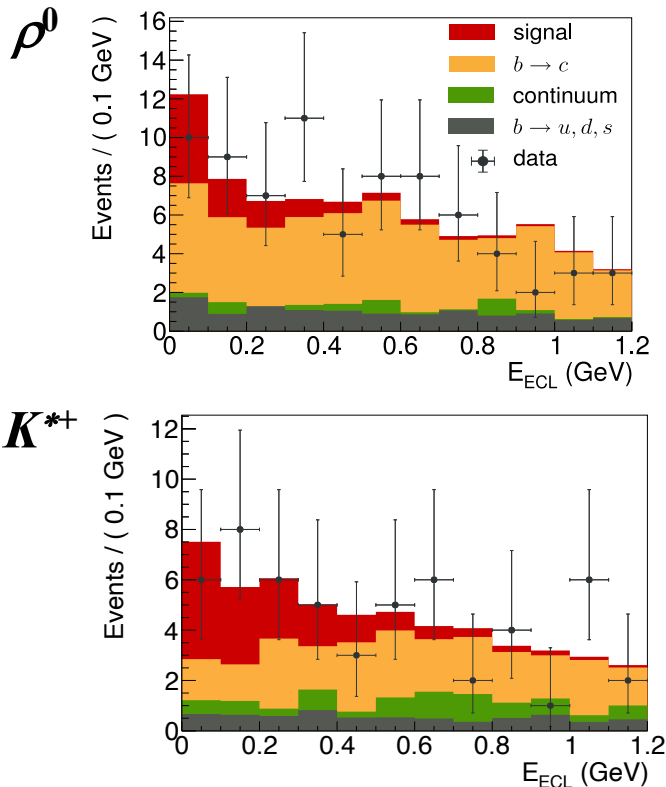 ρ⁰
Events / ( 0.1 GeV )
16
14
12
10
8
6
4
2
0
signal
b → c
continuum
b → u, d, s
data
0 0.2 0.4 0.6 0.8 1 1.2
E_ECL (GeV)
K*⁺
Events / ( 0.1 GeV )
12
10
8
6
4
2
0
0 0.2 0.4 0.6 0.8 1 1.2
E_ECL (GeV)